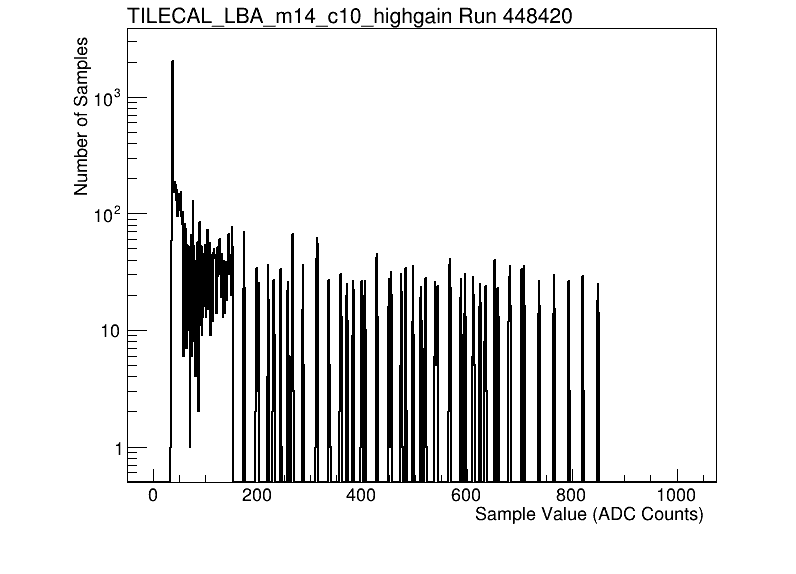 TILECAL_LBA_m14_c10_highgain Run 448420
Number of Samples
10³
10²
10
1
0 200 400 600 800 1000
Sample Value (ADC Counts)